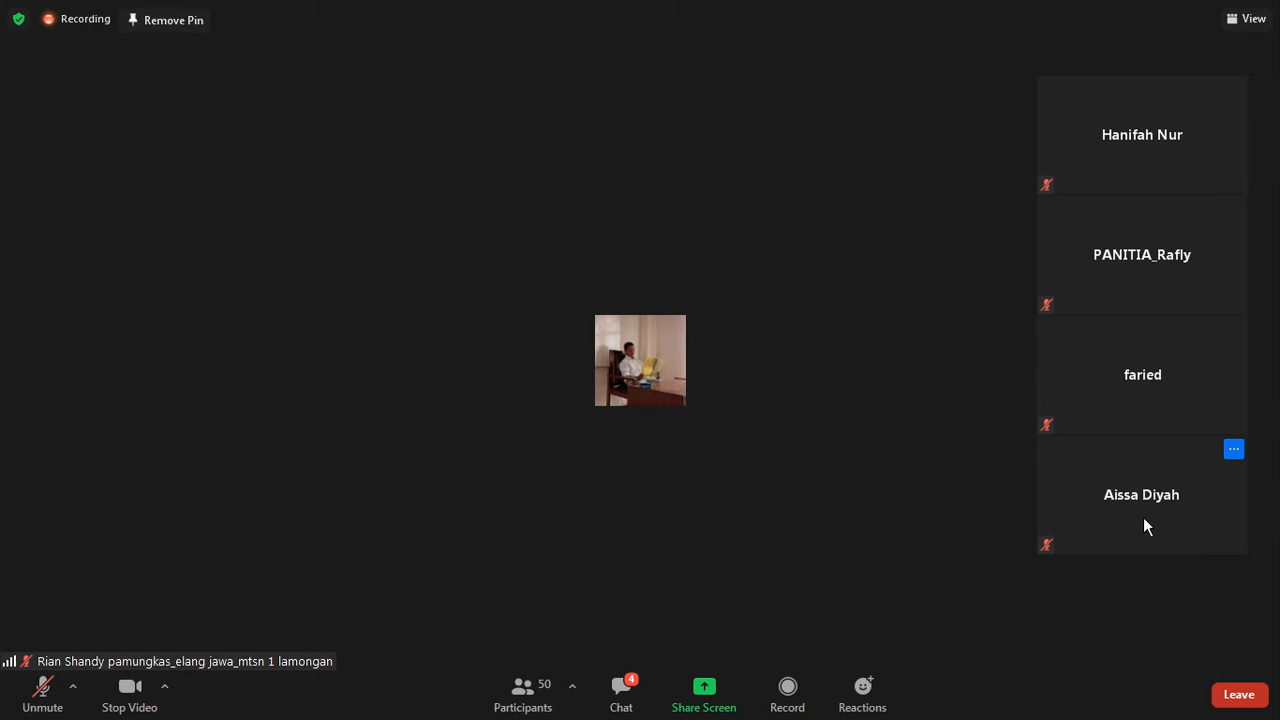 Recording
Remove Pin
View
Hanifah Nur
PANITIA_Rafly
faried
Aissa Diyah
Rian Shandy pamungkas_elang jawa_mtsn 1 lamongan
Unmute
Stop Video
50
Participants
4
Chat
Share Screen
Record
Reactions
Leave